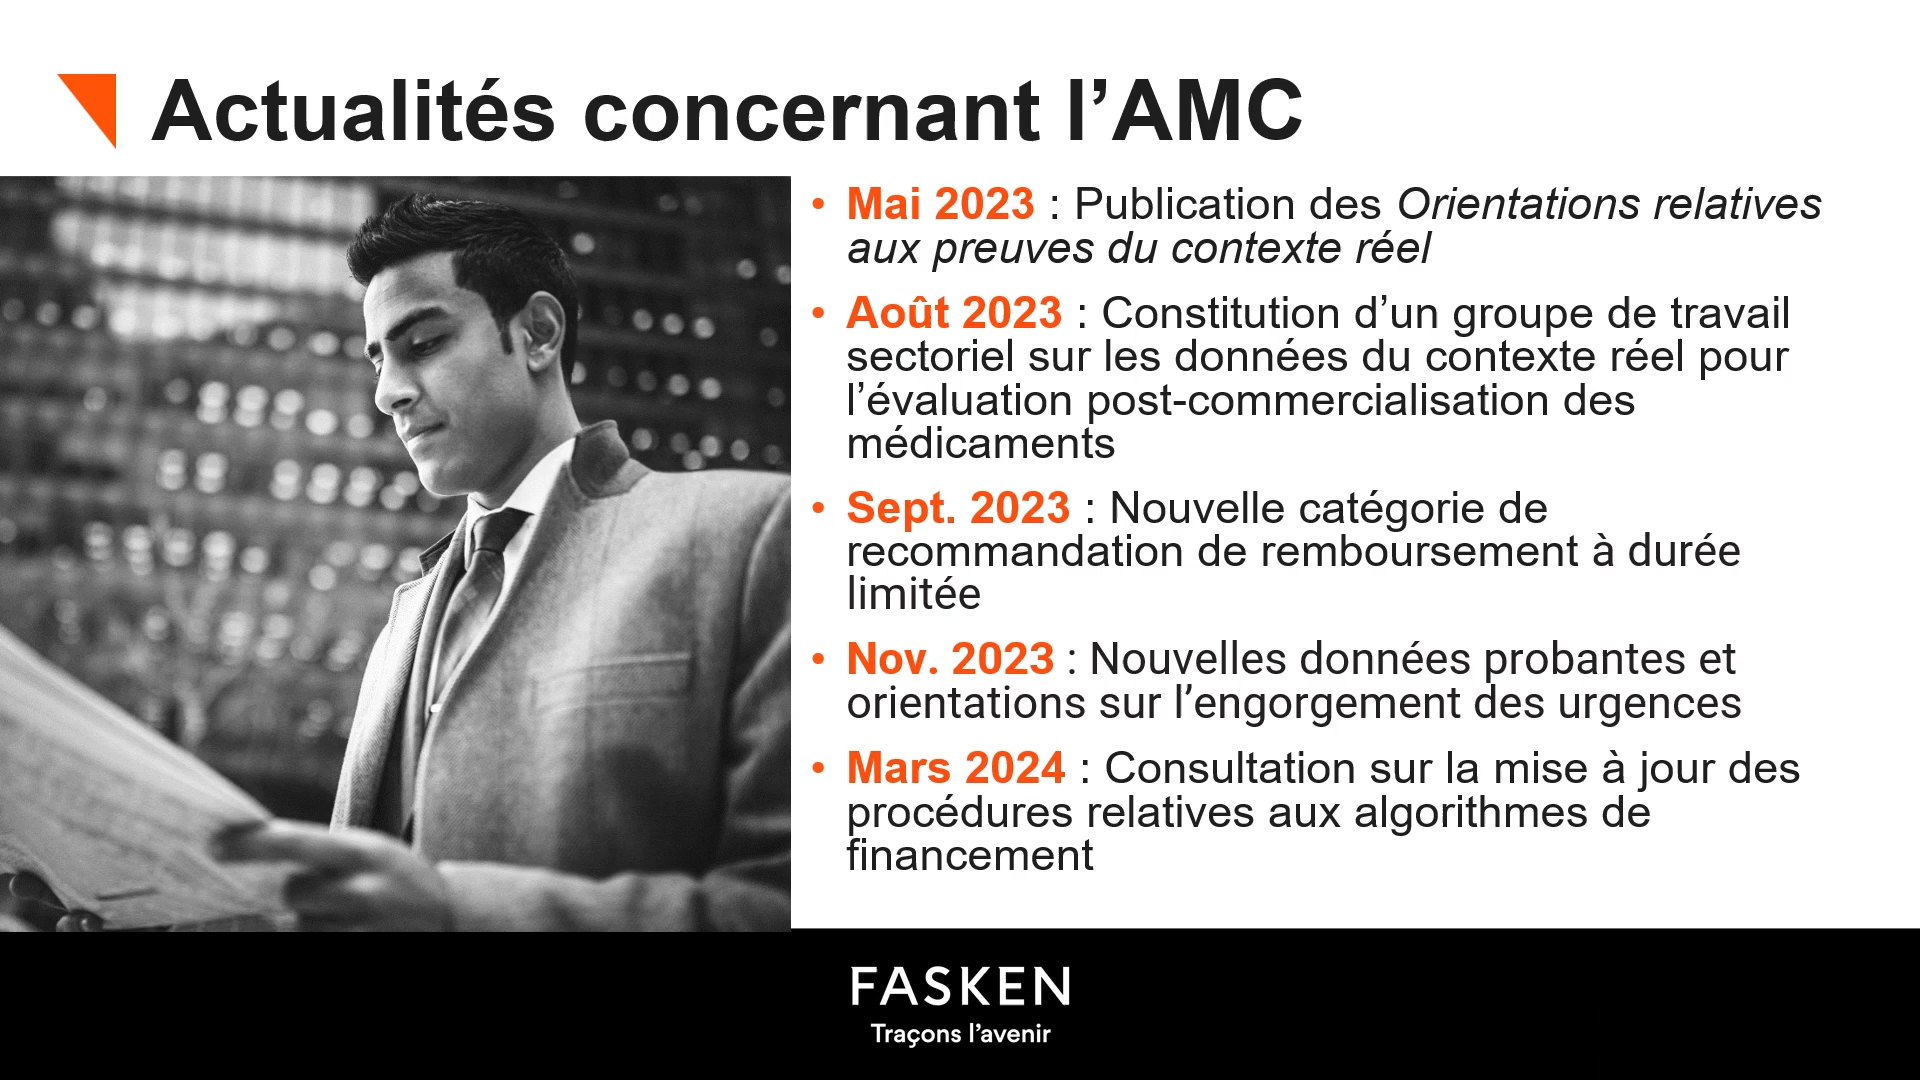 Actualités concernant l’AMC
• Mai 2023 : Publication des Orientations relatives
aux preuves du contexte réel
• Août 2023 : Constitution d’un groupe de travail
sectoriel sur les données du contexte réel pour
l’évaluation post-commercialisation des
médicaments
• Sept. 2023 : Nouvelle catégorie de
recommandation de remboursement à durée
limitée
• Nov. 2023 : Nouvelles données probantes et
orientations sur l’engorgement des urgences
• Mars 2024 : Consultation sur la mise à jour des
procédures relatives aux algorithmes de
financement
FASKEN
Traçons l’avenir